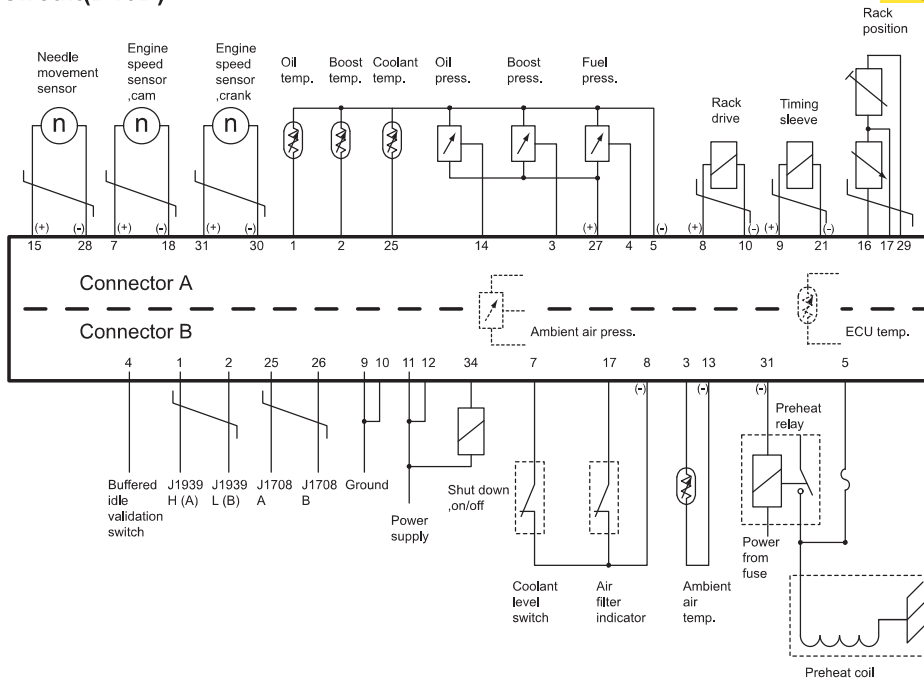 Rack
position
Needle
movement
sensor
Engine
speed
sensor
,cam
Engine
speed
sensor
,crank
Oil
temp.
Boost
temp.
Coolant
temp.
Oil
press.
Boost
press.
Fuel
press.
Rack
drive
Timing
sleeve
n n n
(+) (-) (+) (-) (+) (-) (+) (-) (+) (-) (+) (-)
15 28 7 18 31 30 1 2 25 14 3 27 4 5 8 10 9 21 16 17 29
Connector A
Connector B
Ambient air press.
ECU temp.
4 1 2 25 26 9 10 11 12 34 7 17 8 3 13 31 5
(-) (-) (-)
Preheat
relay
Buffered
idle
validation
switch
J1939
H (A)
J1939
L (B)
J1708
A
J1708
B
Ground
Power
supply
Shut down
,on/off
Coolant
level
switch
Air
filter
indicator
Ambient
air
temp.
Power
from
fuse
Preheat coil